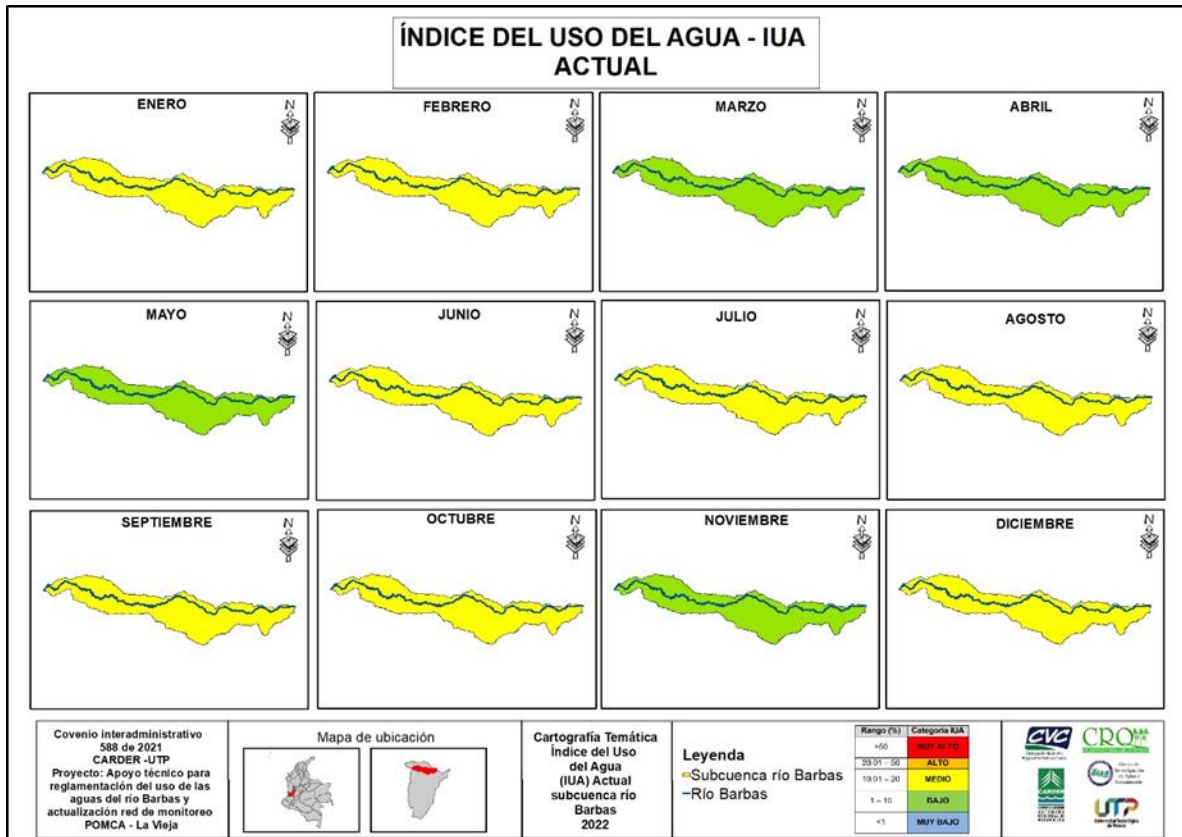 ÍNDICE DEL USO DEL AGUA - IUA
ACTUAL
ENERO
N
FEBRERO
N
MARZO
N
ABRIL
N
MAYO
N
JUNIO
N
JULIO
N
AGOSTO
N
SEPTIEMBRE
N
OCTUBRE
N
NOVIEMBRE
N
DICIEMBRE
N
Covenio interadministrativo
588 de 2021
CARDER -UTP
Proyecto: Apoyo técnico para
reglamentación del uso de las
aguas del río Barbas y
actualización red de monitoreo
POMCA - La Vieja
Mapa de ubicación
Cartografía Temática
Índice del Uso
del Agua
(IUA) Actual
subcuenca río
Barbas
2022
Leyenda
Subcuenca río Barbas
Río Barbas
Rango (%) Categoria IUA
>50 MUY ALTO
20.01 - 50 ALTO
10.01 - 20 MEDIO
1 - 10 BAJO
<1 MUY BAJO
CVC
CRQ
CARDER
UTP